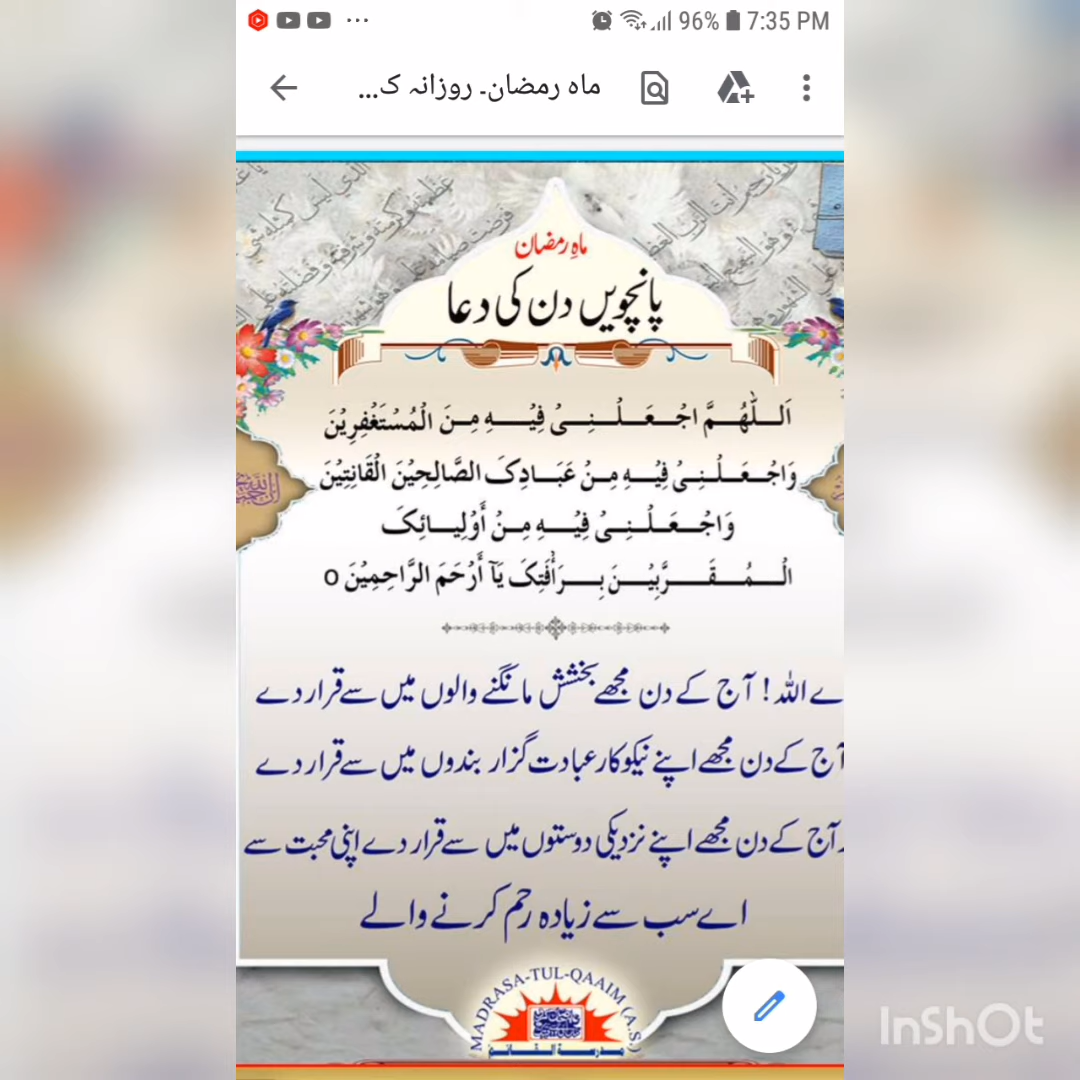 96% 7:35 PM
ماہ رمضان۔ روزانہ ک...
ماہِ رمضان
پانچویں دن کی دعا
اَللّٰهُمَّ اجْعَلْنِیْ فِیْهِ مِنَ الْمُسْتَغْفِرِیْنَ
وَاجْعَلْنِیْ فِیْهِ مِنْ عَبَادِکَ الصَّالِحِیْنَ الْقَانِتِیْنَ
وَاجْعَلْنِیْ فِیْهِ مِنْ أَوْلِیـائِکَ
الْمُقَرَّبِیْنَ بِرَأْفَتِکَ یَآ أَرْحَمَ الرَّاحِمِیْنَ o
ے اللہ! آج کے دن مجھے بخشش مانگنے والوں میں سے قرار دے
آج کے دن مجھے اپنے نیکوکار عبادت گزار بندوں میں سے قرار دے
آج کے دن مجھے اپنے نزدیکی دوستوں میں سے قرار دے اپنی محبت سے
اے سب سے زیادہ رحم کرنے والے
MADRASA-TUL-QAAIM (A.S.)
مدرسة القائم
InShOt